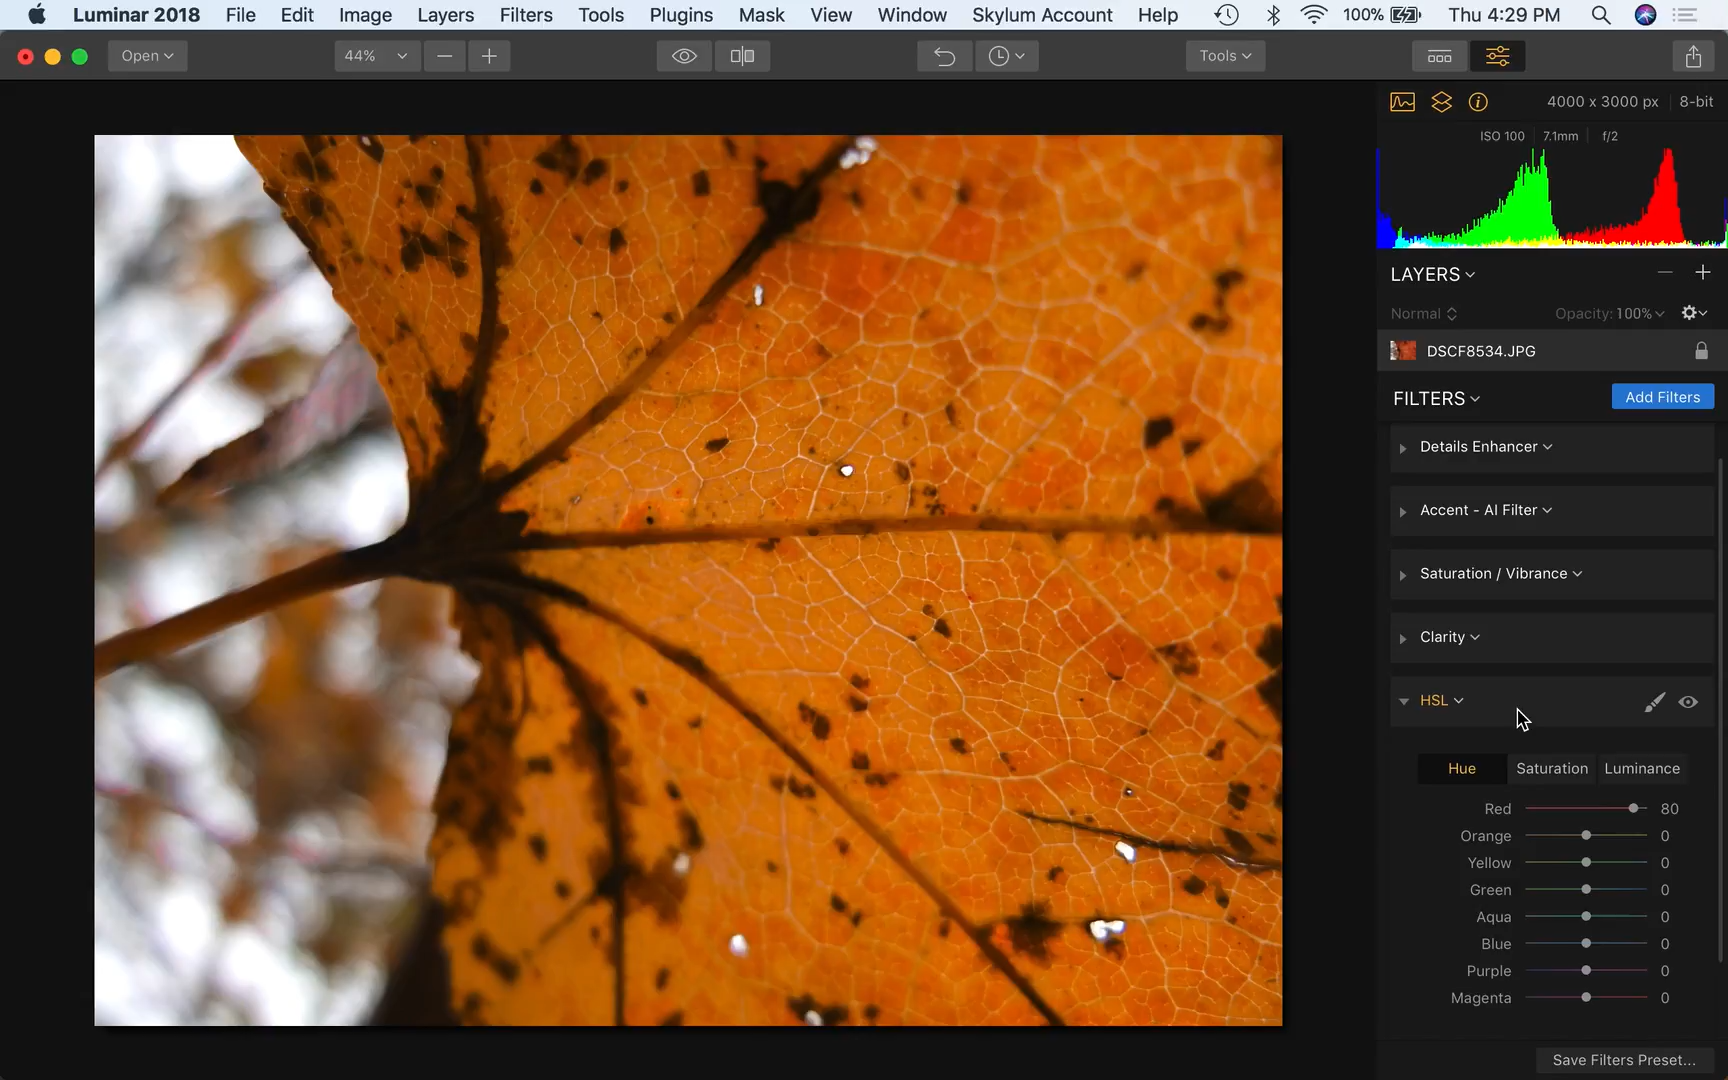 Luminar 2018 File Edit Image Layers Filters Tools Plugins Mask View Window Skylum Account Help 100% Thu 4:29 PM
Open 44% Tools
4000 x 3000 px 8-bit
ISO 100 7.1mm f/2
LAYERS
Normal Opacity: 100%
DSCF8534.JPG
FILTERS Add Filters
Details Enhancer
Accent - AI Filter
Saturation / Vibrance
Clarity
HSL
Hue Saturation Luminance
Red 80
Orange 0
Yellow 0
Green 0
Aqua 0
Blue 0
Purple 0
Magenta 0
Save Filters Preset...